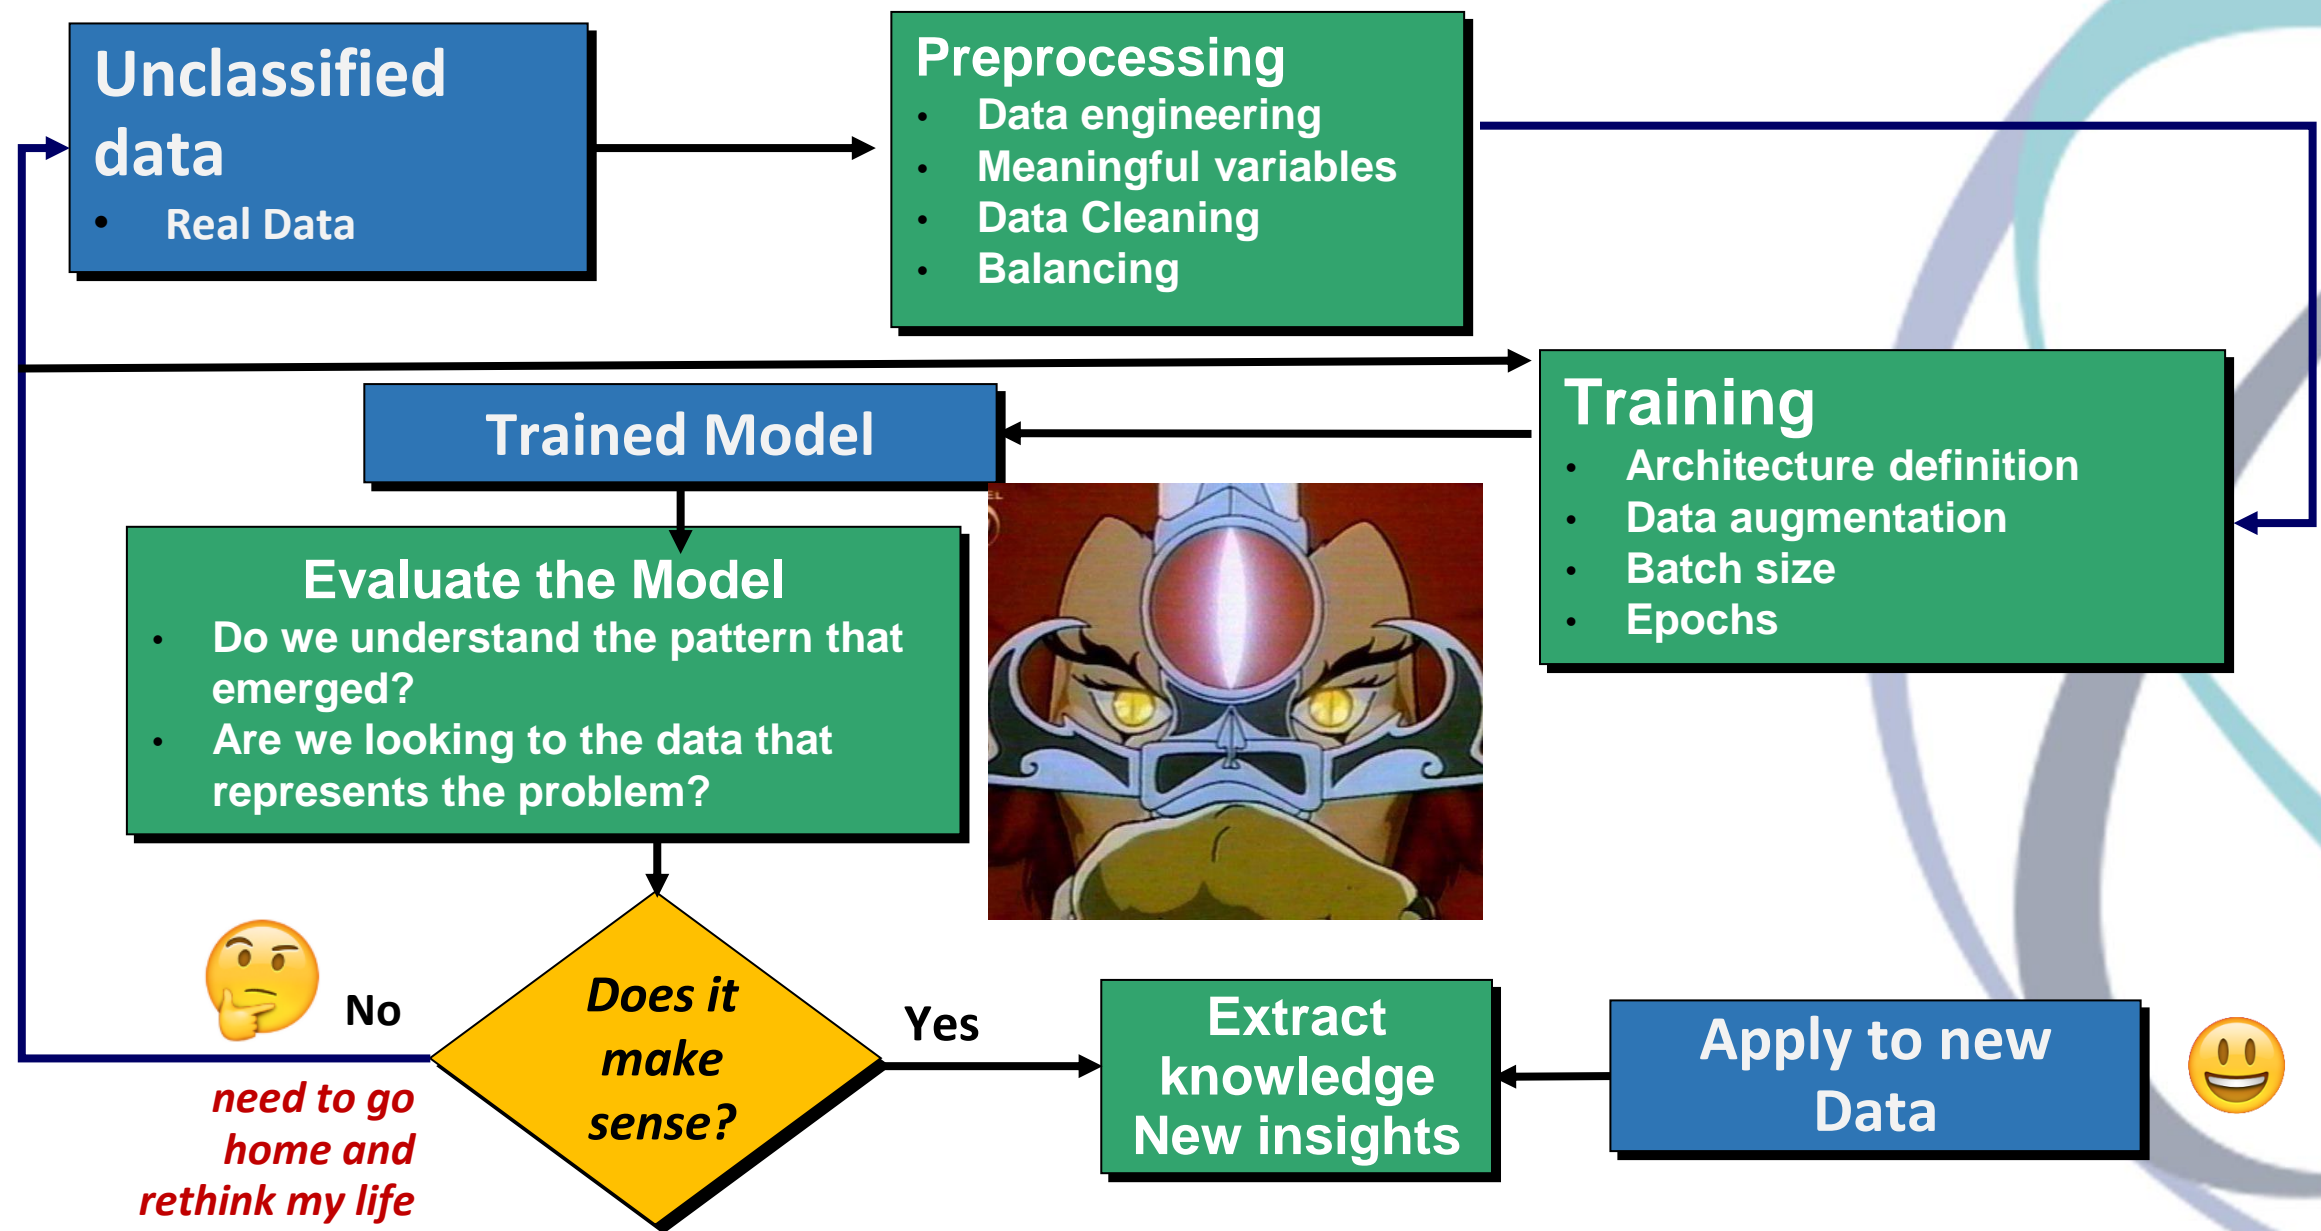 Unclassified
data
• Real Data
Preprocessing
• Data engineering
• Meaningful variables
• Data Cleaning
• Balancing
Training
• Architecture definition
• Data augmentation
• Batch size
• Epochs
Trained Model
Evaluate the Model
• Do we understand the pattern that
emerged?
• Are we looking to the data that
represents the problem?
Does it
make
sense?
No
need to go
home and
rethink my life
Yes
Extract
knowledge
New insights
Apply to new
Data